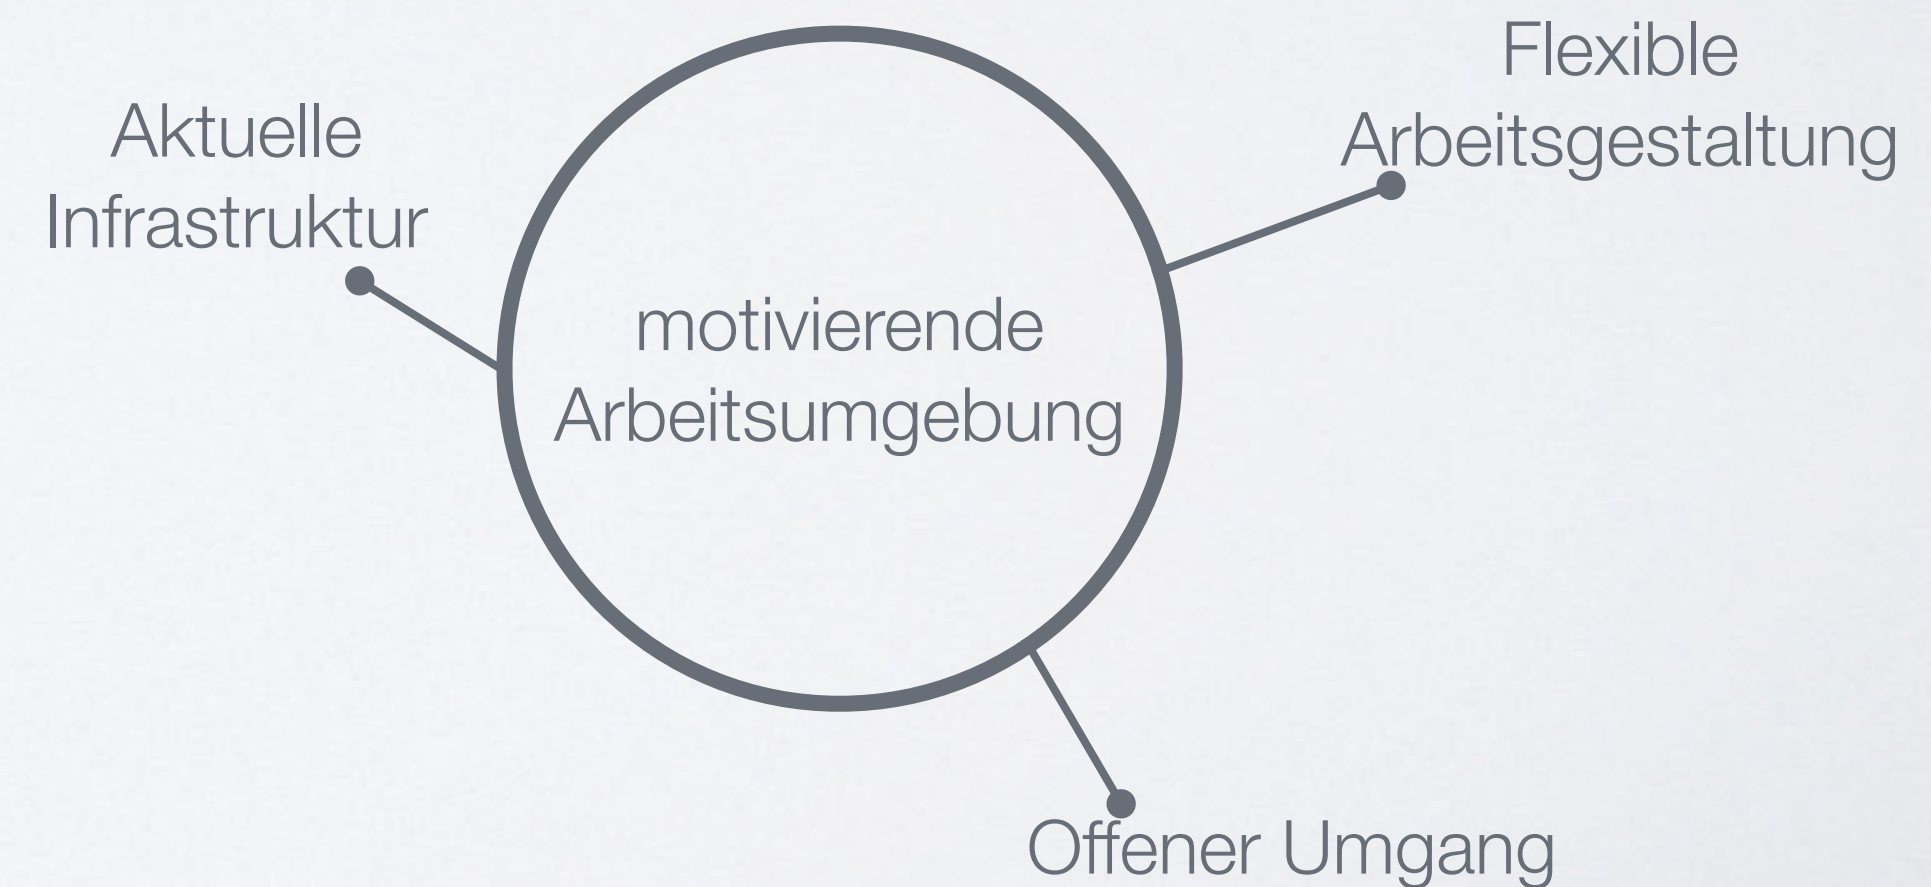 Aktuelle
Infrastruktur
Flexible
Arbeitsgestaltung
motivierende
Arbeitsumgebung
Offener Umgang